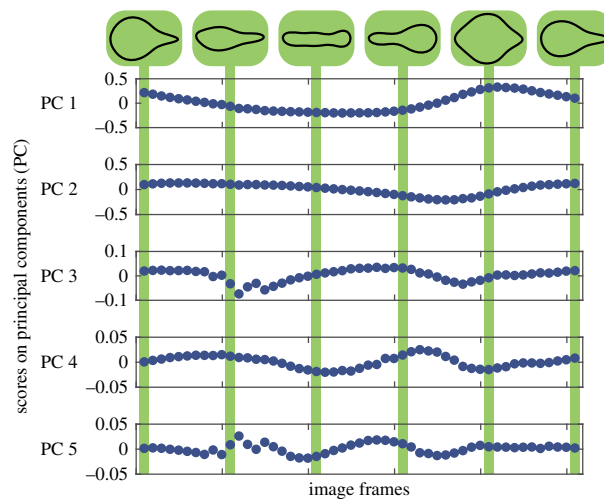 scores on principal components (PC)
PC 1
0.5
0
–0.5
PC 2
0.5
0
–0.5
PC 3
0.1
0
–0.1
PC 4
0.05
0
–0.05
PC 5
0.05
0
–0.05
image frames